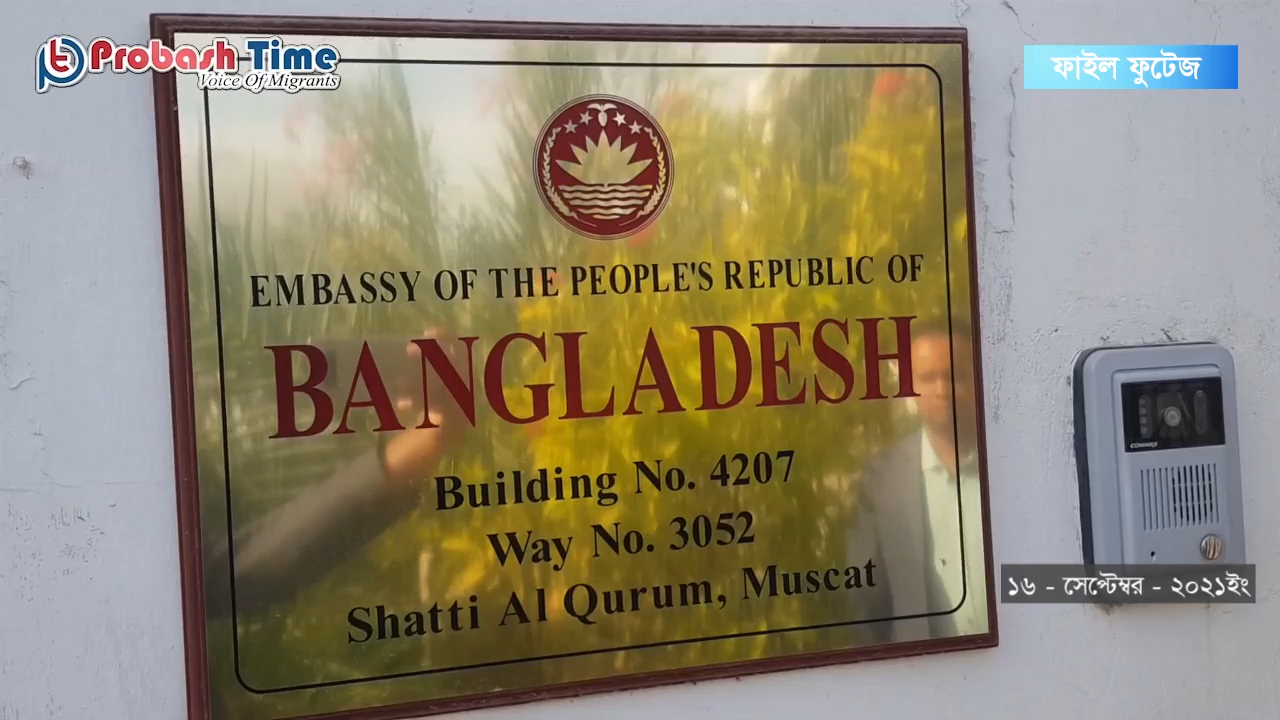 Probash Time
Voice Of Migrants
ফাইল ফুটেজ
EMBASSY OF THE PEOPLE'S REPUBLIC OF
BANGLADESH
Building No. 4207
Way No. 3052
Shatti Al Qurum, Muscat
COMMAX
১৬ - সেপ্টেম্বর - ২০২১ইং